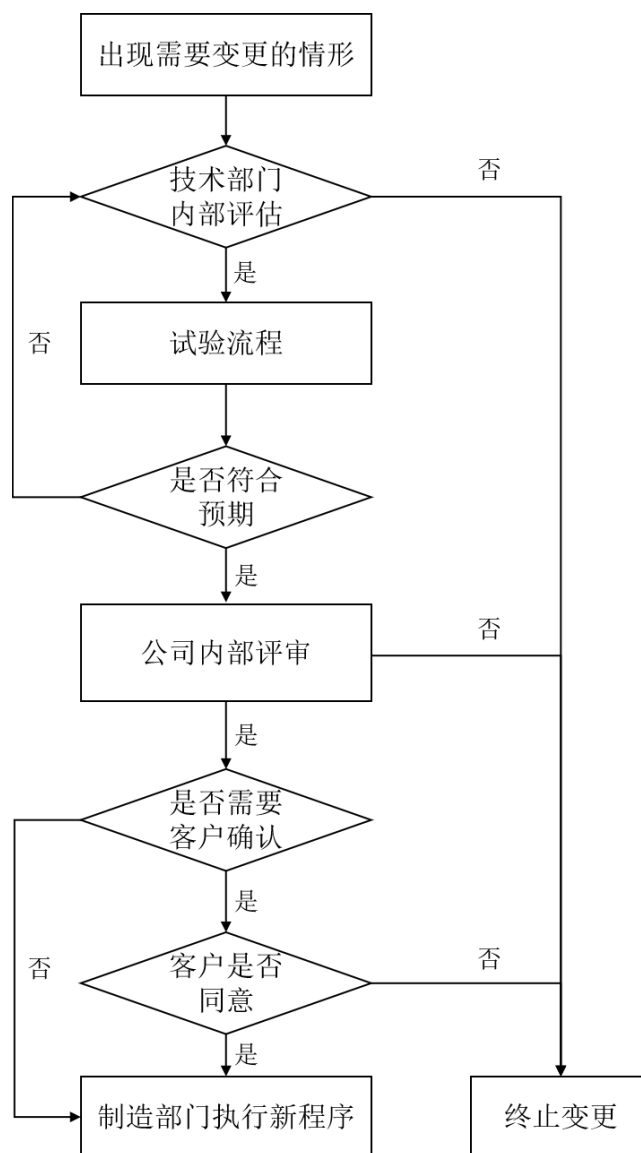 出现需要变更的情形
技术部门
内部评估
否
是
试验流程
否
是否符合
预期
是
公司内部评审
否
是
是否需要
客户确认
是
否
客户是否
同意
否
是
制造部门执行新程序
终止变更